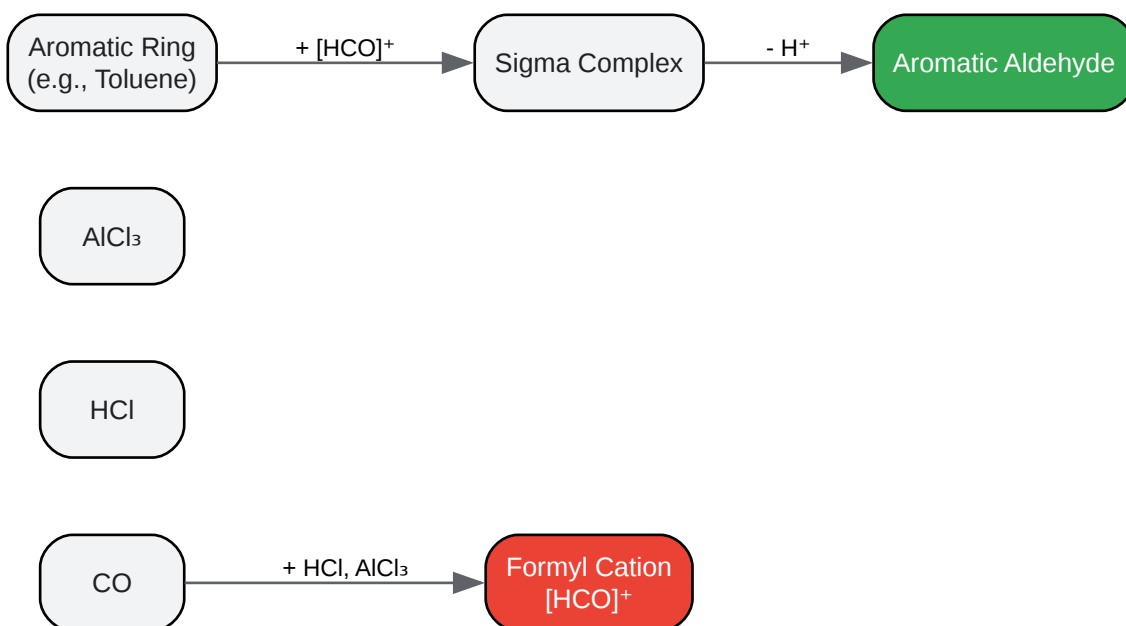 Aromatic Ring
(e.g., Toluene)
+ [HCO]⁺
Sigma Complex
- H⁺
Aromatic Aldehyde
AlCl₃
HCl
CO
+ HCl, AlCl₃
Formyl Cation
[HCO]⁺